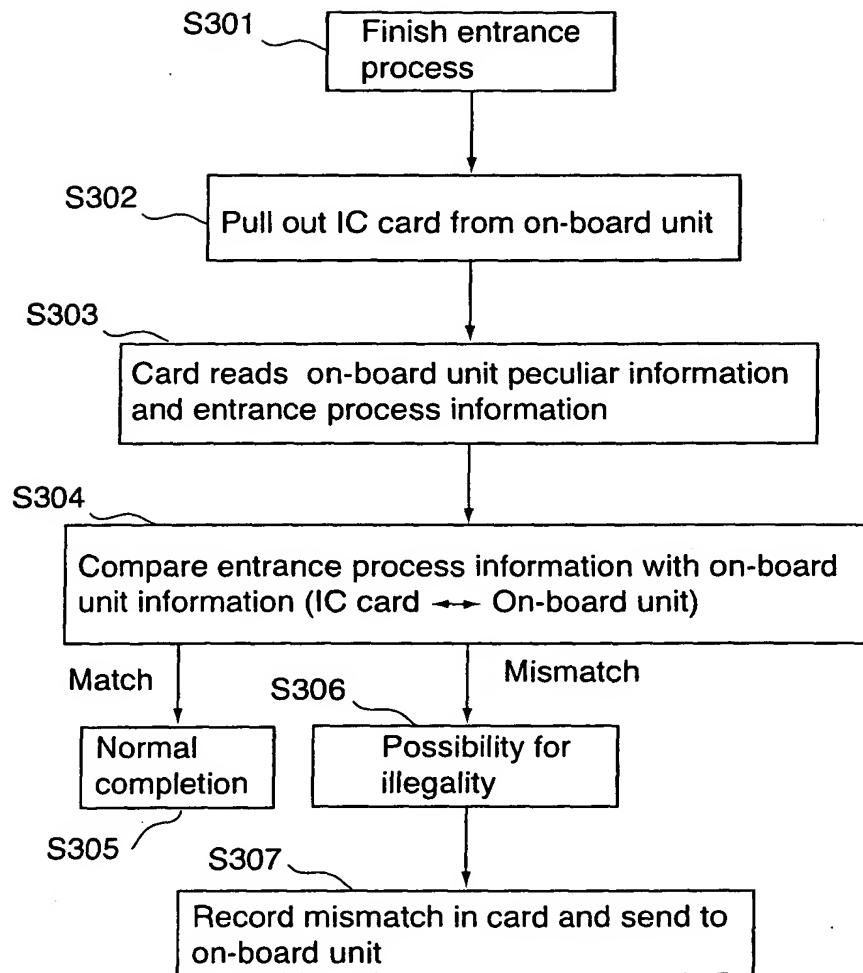 S301
Finish entrance
process
S302
Pull out IC card from on-board unit
S303
Card reads on-board unit peculiar information
and entrance process information
S304
Compare entrance process information with on-board
unit information (IC card ↔ On-board unit)
Match
Mismatch
S306
Normal
completion
Possibility for
illegality
S305
S307
Record mismatch in card and send to
on-board unit